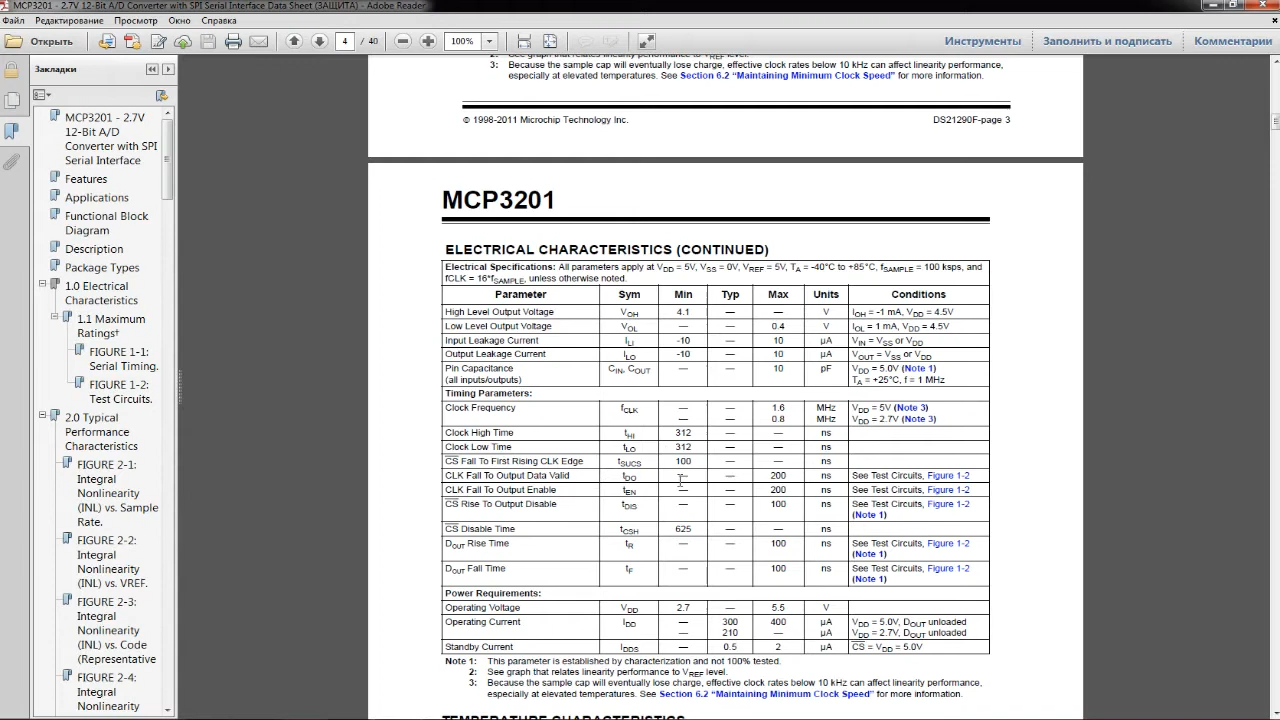 MCP3201 - 2.7V 12-Bit A/D Converter with SPI Serial Interface Data Sheet (ЗАЩИТА) - Adobe Reader
Файл Редактирование Просмотр Окно Справка
Открыть 4 / 40 100% Инструменты Заполнить и подписать Комментарии
Закладки
MCP3201 - 2.7V
12-Bit A/D
Converter with SPI
Serial Interface
Features
Applications
Functional Block
Diagram
Description
Package Types
1.0 Electrical
Characteristics
1.1 Maximum
Ratings†
FIGURE 1-1:
Serial Timing.
FIGURE 1-2:
Test Circuits.
2.0 Typical
Performance
Characteristics
FIGURE 2-1:
Integral
Nonlinearity
(INL) vs. Sample
Rate.
FIGURE 2-2:
Integral
Nonlinearity
(INL) vs. VREF.
FIGURE 2-3:
Integral
Nonlinearity
(INL) vs. Code
(Representative
FIGURE 2-4:
Integral
Nonlinearity
2: See graph that relates linearity performance to VREF level.
3: Because the sample cap will eventually lose charge, effective clock rates below 10 kHz can affect linearity performance,
especially at elevated temperatures. See Section 6.2 “Maintaining Minimum Clock Speed” for more information.
© 1998-2011 Microchip Technology Inc. DS21290F-page 3
MCP3201
ELECTRICAL CHARACTERISTICS (CONTINUED)
Electrical Specifications: All parameters apply at VDD = 5V, VSS = 0V, VREF = 5V, TA = -40°C to +85°C, fSAMPLE = 100 ksps, and
fCLK = 16*fSAMPLE, unless otherwise noted.
Parameter Sym Min Typ Max Units Conditions
High Level Output Voltage VOH 4.1 — — V IOH = -1 mA, VDD = 4.5V
Low Level Output Voltage VOL — — 0.4 V IOL = 1 mA, VDD = 4.5V
Input Leakage Current ILI -10 — 10 µA VIN = VSS or VDD
Output Leakage Current ILO -10 — 10 µA VOUT = VSS or VDD
Pin Capacitance CIN, COUT — — 10 pF VDD = 5.0V (Note 1)
(all inputs/outputs) TA = +25°C, f = 1 MHz
Timing Parameters:
Clock Frequency fCLK — — 1.6 MHz VDD = 5V (Note 3)
— — 0.8 MHz VDD = 2.7V (Note 3)
Clock High Time tHI 312 — — ns
Clock Low Time tLO 312 — — ns
CS Fall To First Rising CLK Edge tSUCS 100 — — ns
CLK Fall To Output Data Valid tDO — — 200 ns See Test Circuits, Figure 1-2
CLK Fall To Output Enable tEN — — 200 ns See Test Circuits, Figure 1-2
CS Rise To Output Disable tDIS — — 100 ns See Test Circuits, Figure 1-2
(Note 1)
CS Disable Time tCSH 625 — — ns
DOUT Rise Time tR — — 100 ns See Test Circuits, Figure 1-2
(Note 1)
DOUT Fall Time tF — — 100 ns See Test Circuits, Figure 1-2
(Note 1)
Power Requirements:
Operating Voltage VDD 2.7 — 5.5 V
Operating Current IDD — 300 400 µA VDD = 5.0V, DOUT unloaded
— 210 — µA VDD = 2.7V, DOUT unloaded
Standby Current IDDS — 0.5 2 µA CS = VDD = 5.0V
Note 1: This parameter is established by characterization and not 100% tested.
2: See graph that relates linearity performance to VREF level.
3: Because the sample cap will eventually lose charge, effective clock rates below 10 kHz can affect linearity performance,
especially at elevated temperatures. See Section 6.2 “Maintaining Minimum Clock Speed” for more information.
TEMPERATURE CHARACTERISTICS